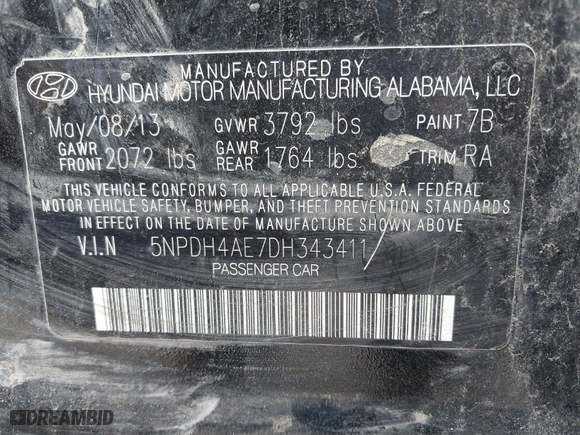 MANUFACTURED BY
HYUNDAI MOTOR MANUFACTURING ALABAMA, LLC
May/08/13 GVWR 3792 lbs PAINT 7B
GAWR FRONT 2072 lbs GAWR REAR 1764 lbs TRIM RA
THIS VEHICLE CONFORMS TO ALL APPLICABLE U.S.A. FEDERAL
MOTOR VEHICLE SAFETY, BUMPER, AND THEFT PREVENTION STANDARDS
IN EFFECT ON THE DATE OF MANUFACTURE SHOWN ABOVE.
V.I.N 5NPDH4AE7DH343411
PASSENGER CAR
DREAMBID